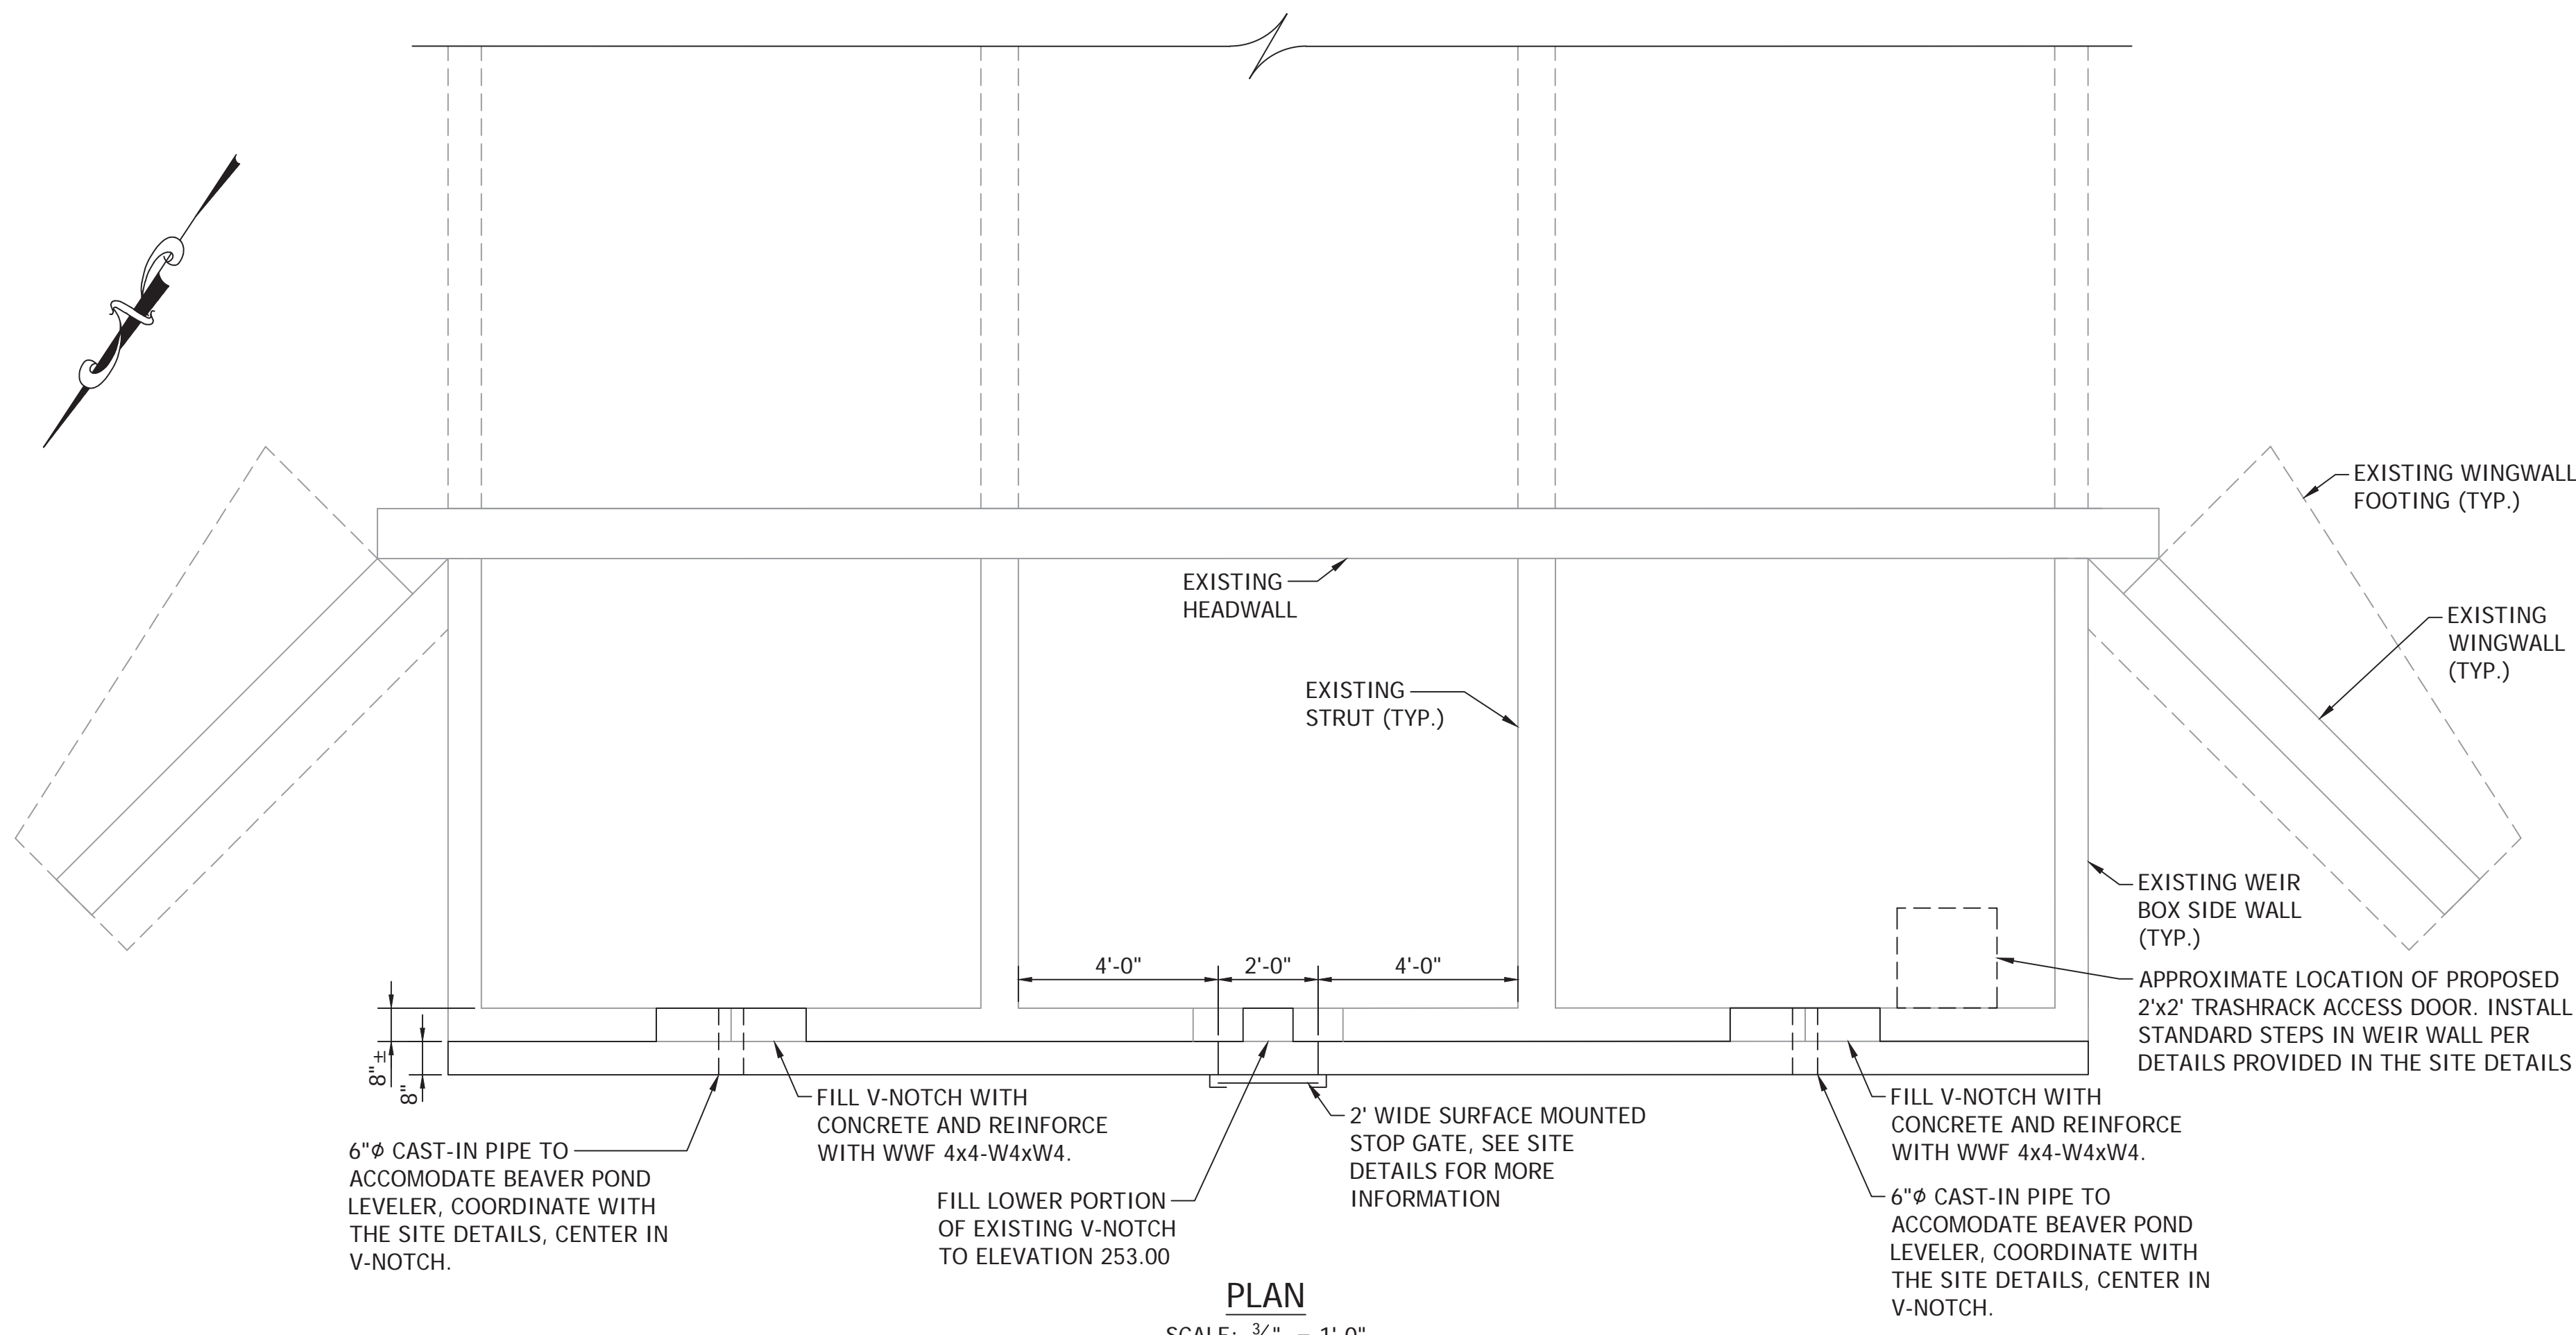 EXISTING WINGWALL
FOOTING (TYP.)
EXISTING
HEADWALL
EXISTING
WINGWALL
(TYP.)
EXISTING
STRUT (TYP.)
EXISTING WEIR
BOX SIDE WALL
(TYP.)
4'-0"
2'-0"
4'-0"
APPROXIMATE LOCATION OF PROPOSED
2'x2' TRASHRACK ACCESS DOOR. INSTALL
STANDARD STEPS IN WEIR WALL PER
DETAILS PROVIDED IN THE SITE DETAILS
8"±
8"
FILL V-NOTCH WITH
CONCRETE AND REINFORCE
WITH WWF 4x4-W4xW4.
2' WIDE SURFACE MOUNTED
STOP GATE, SEE SITE
DETAILS FOR MORE
INFORMATION
FILL V-NOTCH WITH
CONCRETE AND REINFORCE
WITH WWF 4x4-W4xW4.
6"Ø CAST-IN PIPE TO
ACCOMODATE BEAVER POND
LEVELER, COORDINATE WITH
THE SITE DETAILS, CENTER IN
V-NOTCH.
FILL LOWER PORTION
OF EXISTING V-NOTCH
TO ELEVATION 253.00
6"Ø CAST-IN PIPE TO
ACCOMODATE BEAVER POND
LEVELER, COORDINATE WITH
THE SITE DETAILS, CENTER IN
V-NOTCH.
PLAN
SCALE: = 1'-0"